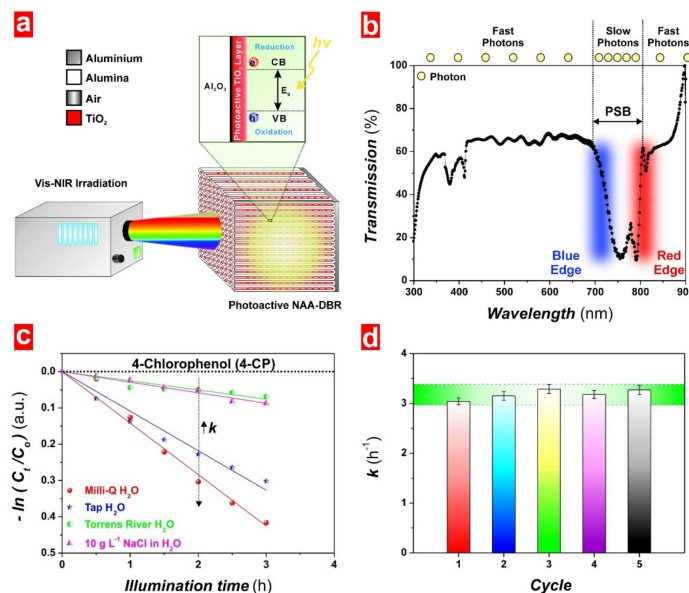 a
Aluminium
Alumina
Air
TiO₂
Al₂O₃
Photoactive TiO₂ Layer
Reduction
e
CB
Eg
h
VB
Oxidation
hv
Vis-NIR Irradiation
Photoactive NAA-DBR
b
Fast Photons
Slow Photons
Fast Photons
Photon
PSB
Blue Edge
Red Edge
Transmission (%)
100
80
60
40
20
0
300 400 500 600 700 800 900
Wavelength (nm)
c
4-Chlorophenol (4-CP)
- ln (Ct /Co) (a.u.)
0.0
0.1
0.2
0.3
0.4
0.5
k
Milli-Q H₂O
Tap H₂O
Torrens River H₂O
10 g L⁻¹ NaCl in H₂O
0 1 2 3
Illumination time (h)
d
k (h⁻¹)
4
3
2
1
0
1 2 3 4 5
Cycle